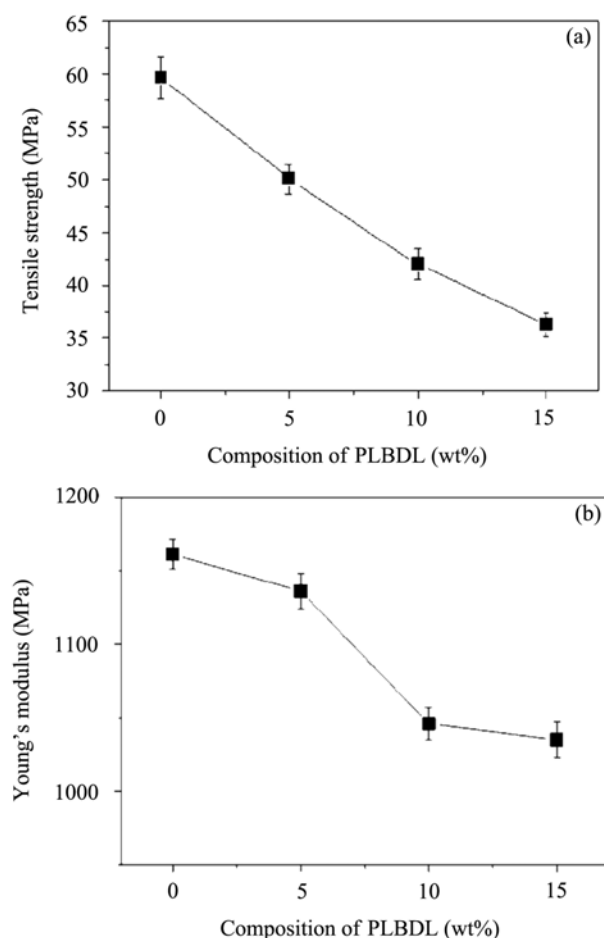 (a)
65
60
55
50
45
40
35
30
Tensile strength (MPa)
0 5 10 15
Composition of PLBDL (wt%)
(b)
1200
1100
1000
Young's modulus (MPa)
0 5 10 15
Composition of PLBDL (wt%)